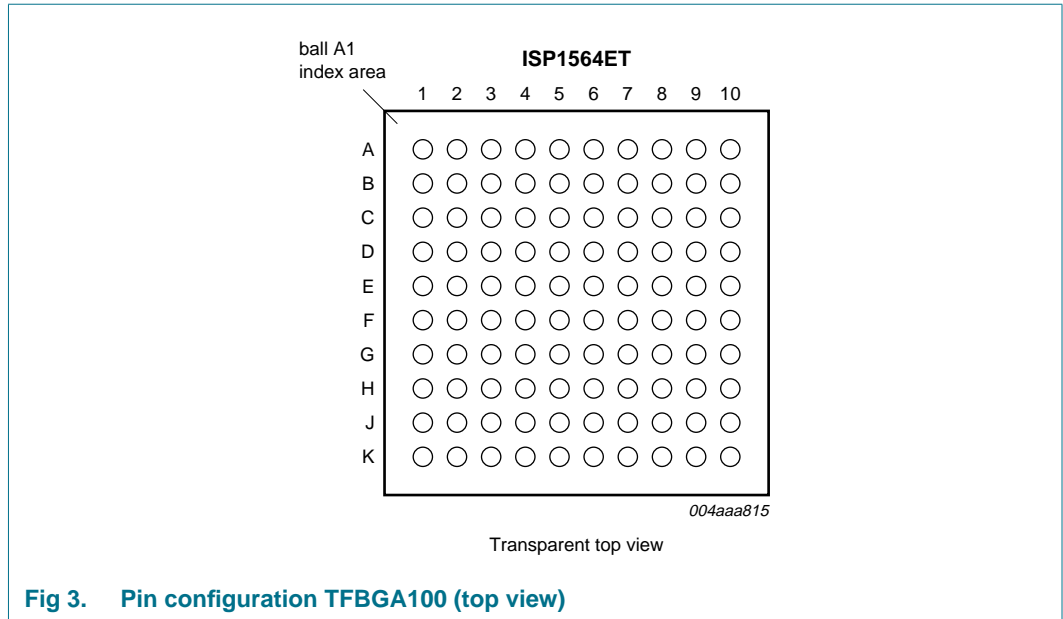 ball A1
index area
ISP1564ET
1 2 3 4 5 6 7 8 9 10
A
B
C
D
E
F
G
H
J
K
004aaa815
Transparent top view
Fig 3. Pin configuration TFBGA100 (top view)